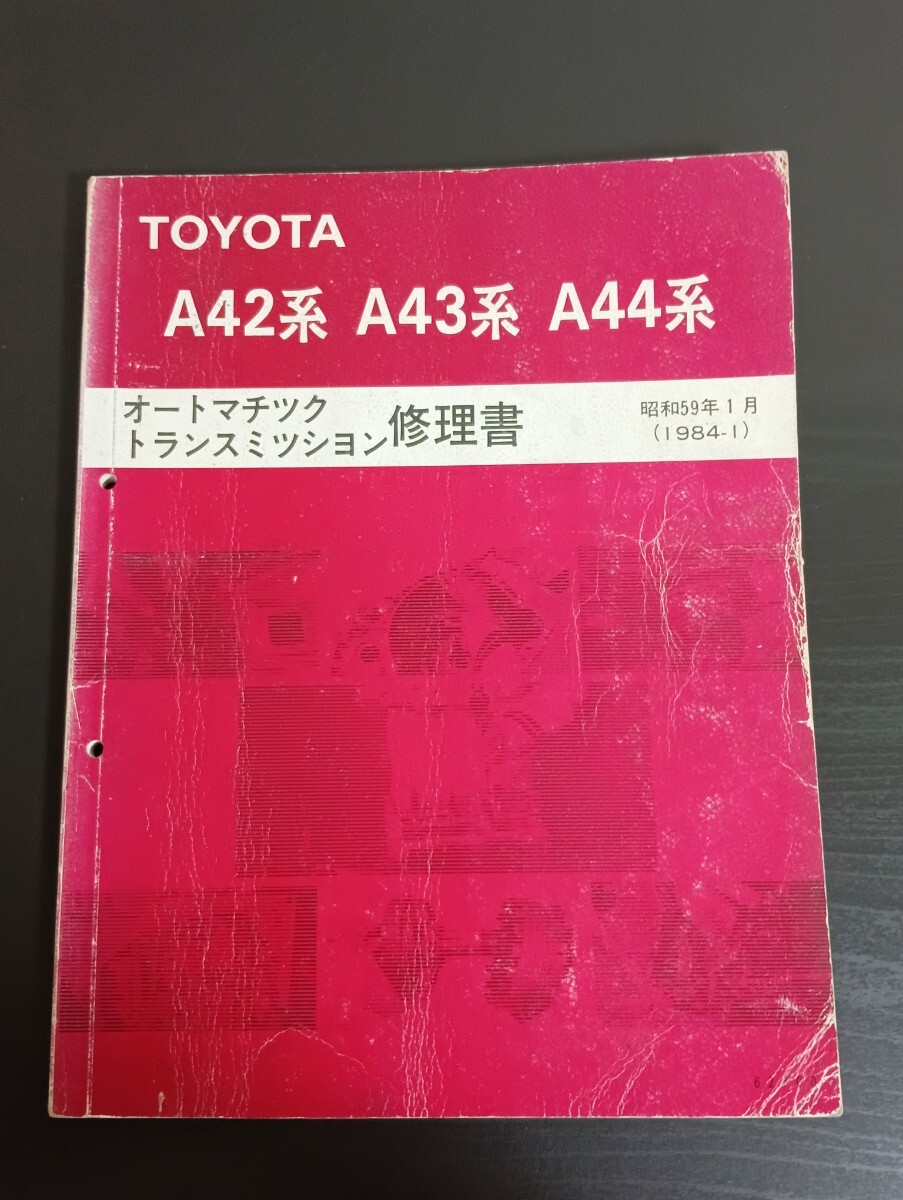 TOYOTA
A42系 A43系 A44系
オートマチツク
トランスミツション修理書
昭和59年1月
(1984-1)